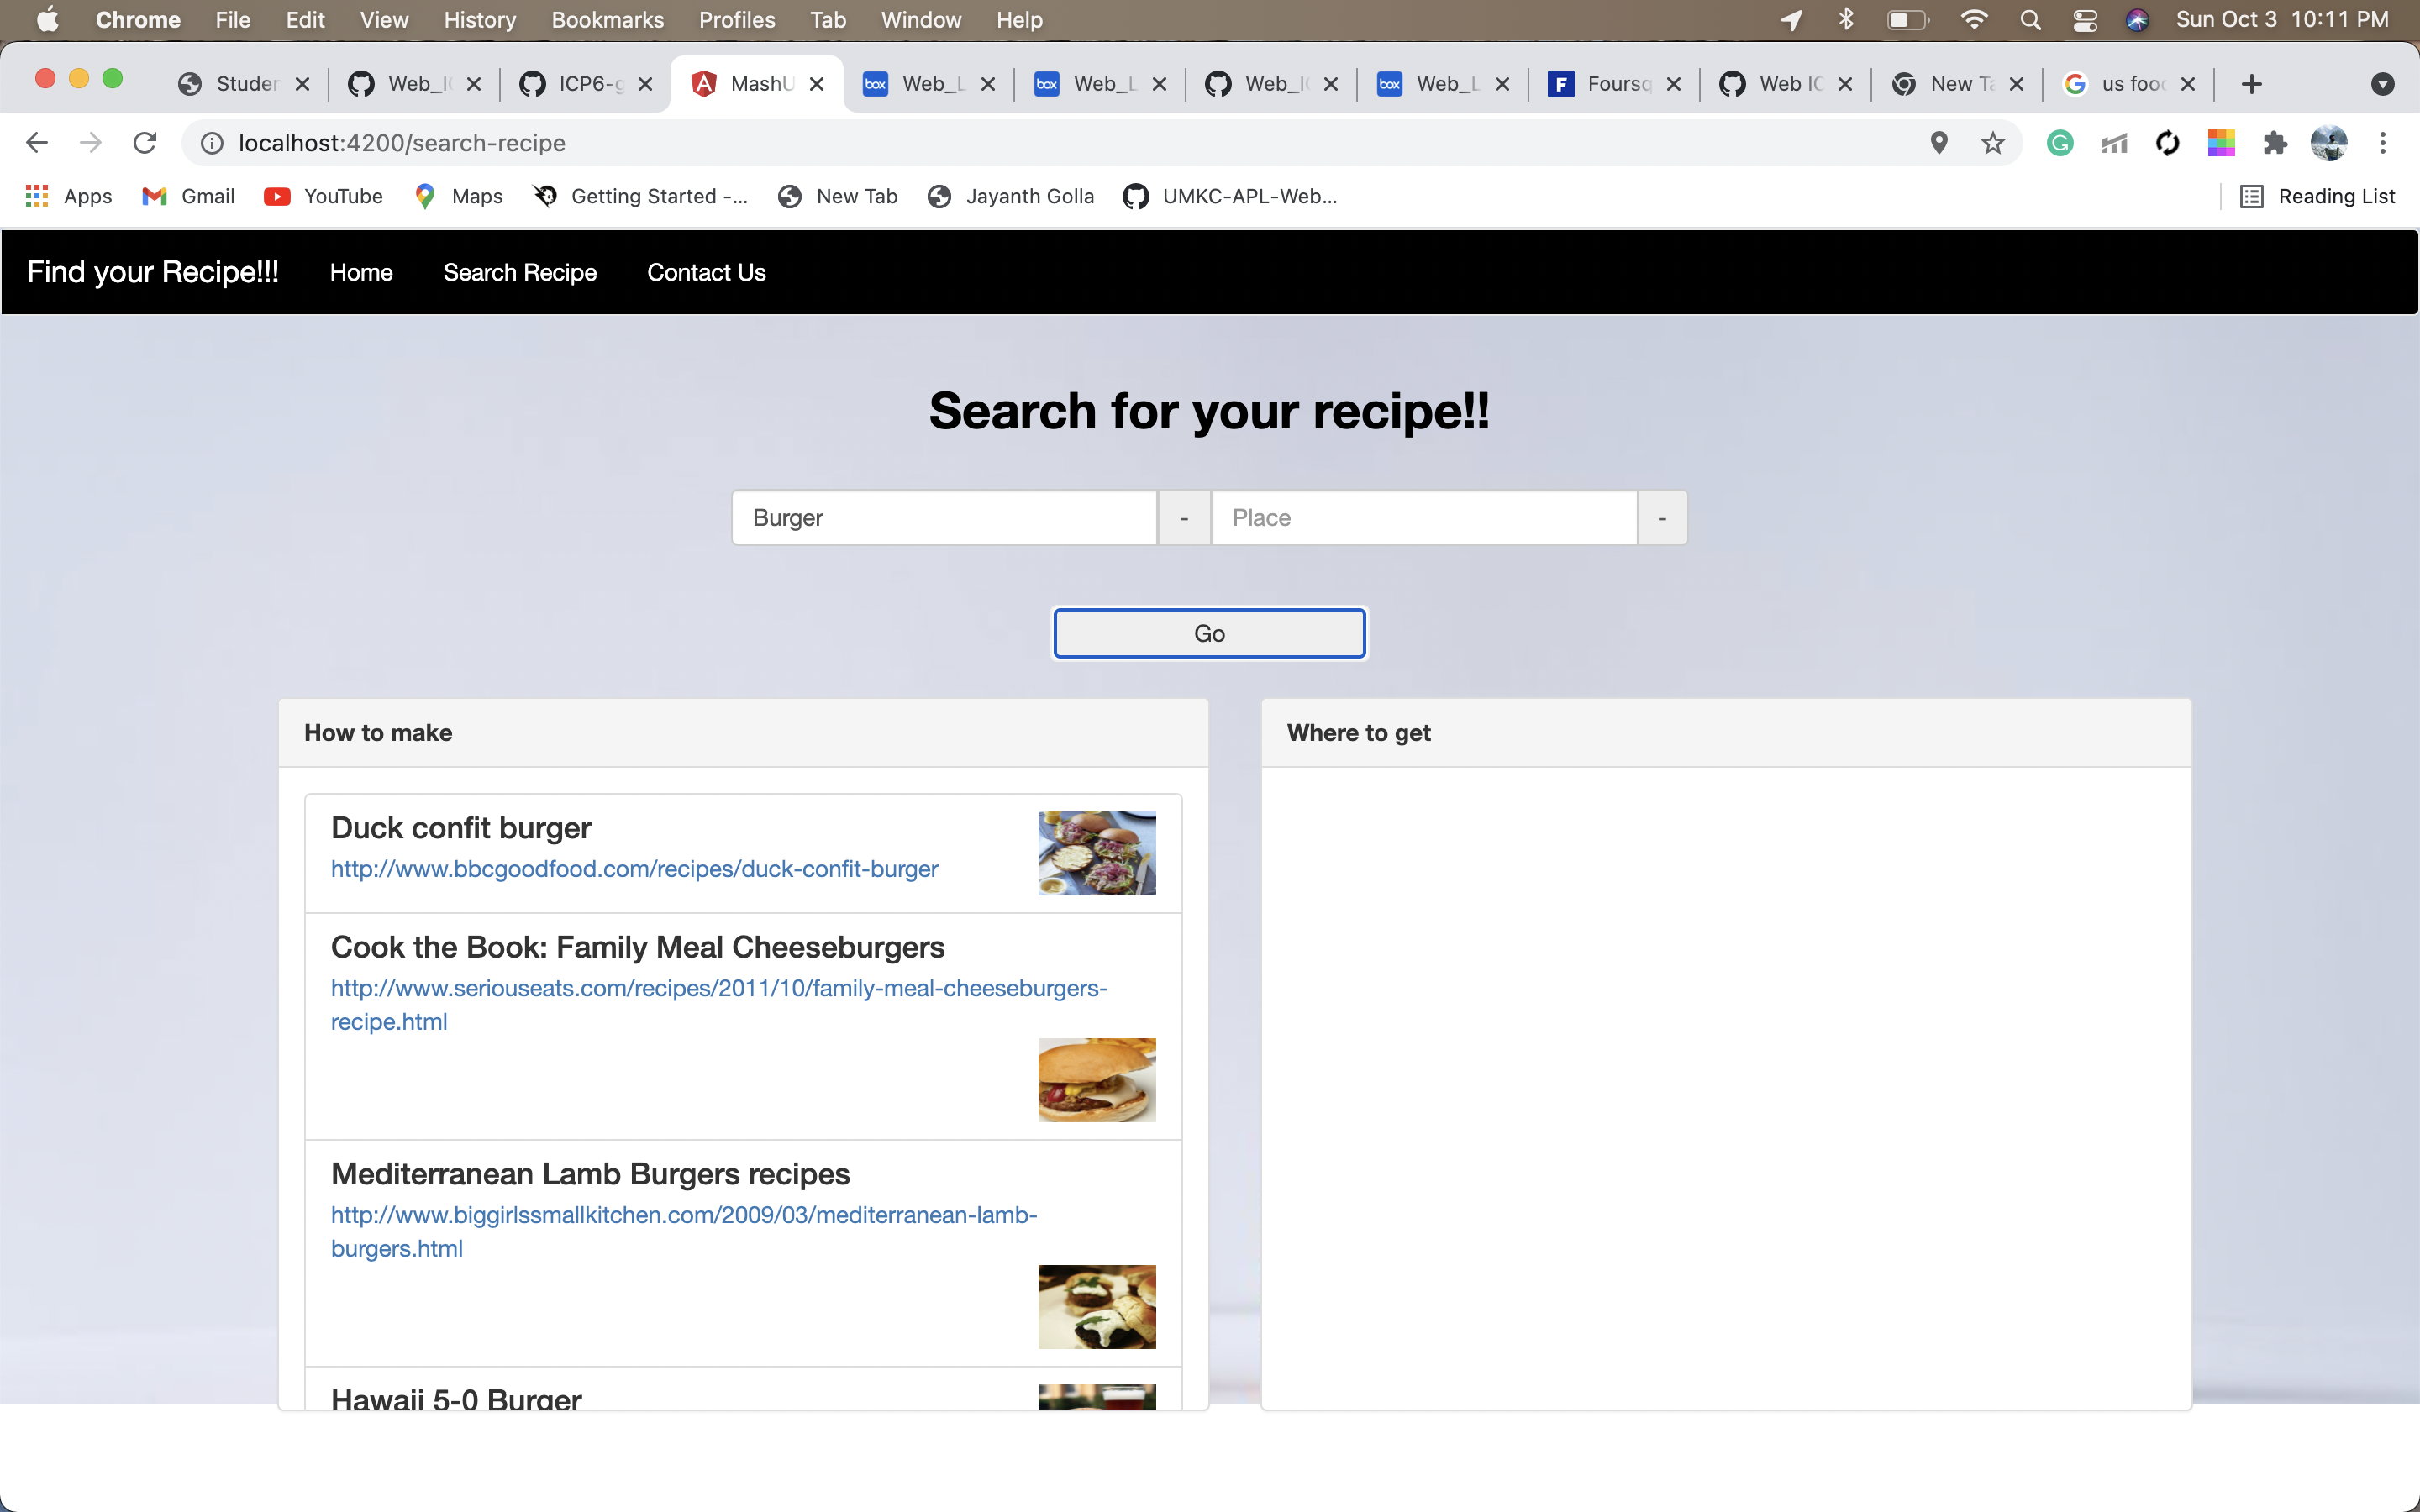 Chrome File Edit View History Bookmarks Profiles Tab Window Help Sun Oct 3 10:11 PM
Studen Web_I ICP6-g MashU box Web_L box Web_L Web_I box Web_L F Foursq Web IC New Ta us food
localhost:4200/search-recipe
Apps Gmail YouTube Maps Getting Started -... New Tab Jayanth Golla UMKC-APL-Web... Reading List
Find your Recipe!!! Home Search Recipe Contact Us
Search for your recipe!!
Burger - Place -
Go
How to make
Where to get
Duck confit burger
http://www.bbcgoodfood.com/recipes/duck-confit-burger
Cook the Book: Family Meal Cheeseburgers
http://www.seriouseats.com/recipes/2011/10/family-meal-cheeseburgers-
recipe.html
Mediterranean Lamb Burgers recipes
http://www.biggirlssmallkitchen.com/2009/03/mediterranean-lamb-
burgers.html
Hawaii 5-0 Burger